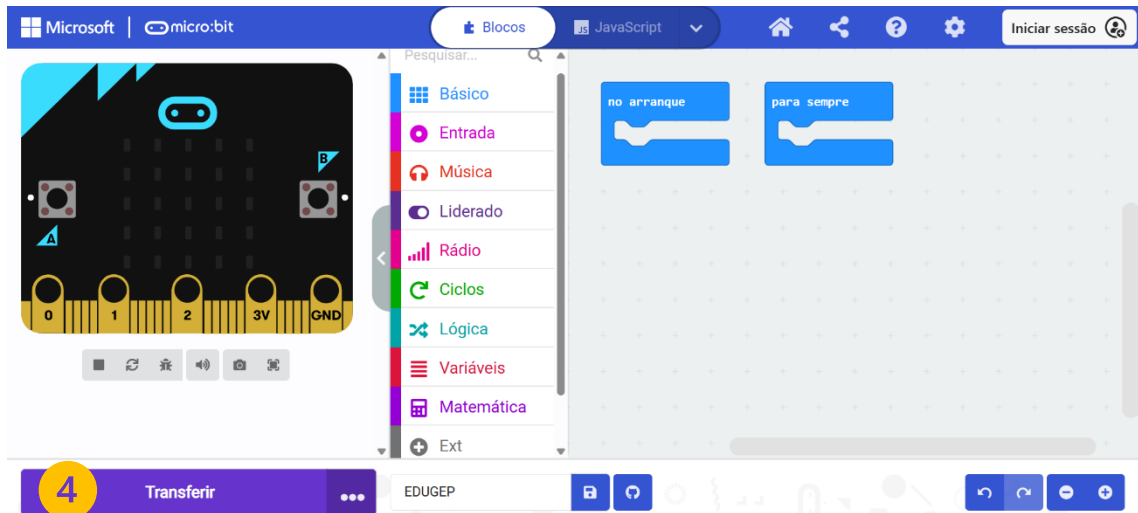 Microsoft
micro:bit
Blocos
JS JavaScript
Iniciar sessão
Pesquisar...
Básico
Entrada
Música
Liderado
Rádio
Ciclos
Lógica
Variáveis
Matemática
Ext
no arranque
para sempre
B
A
0 1 2 3V GND
4
Transferir
EDUGEP